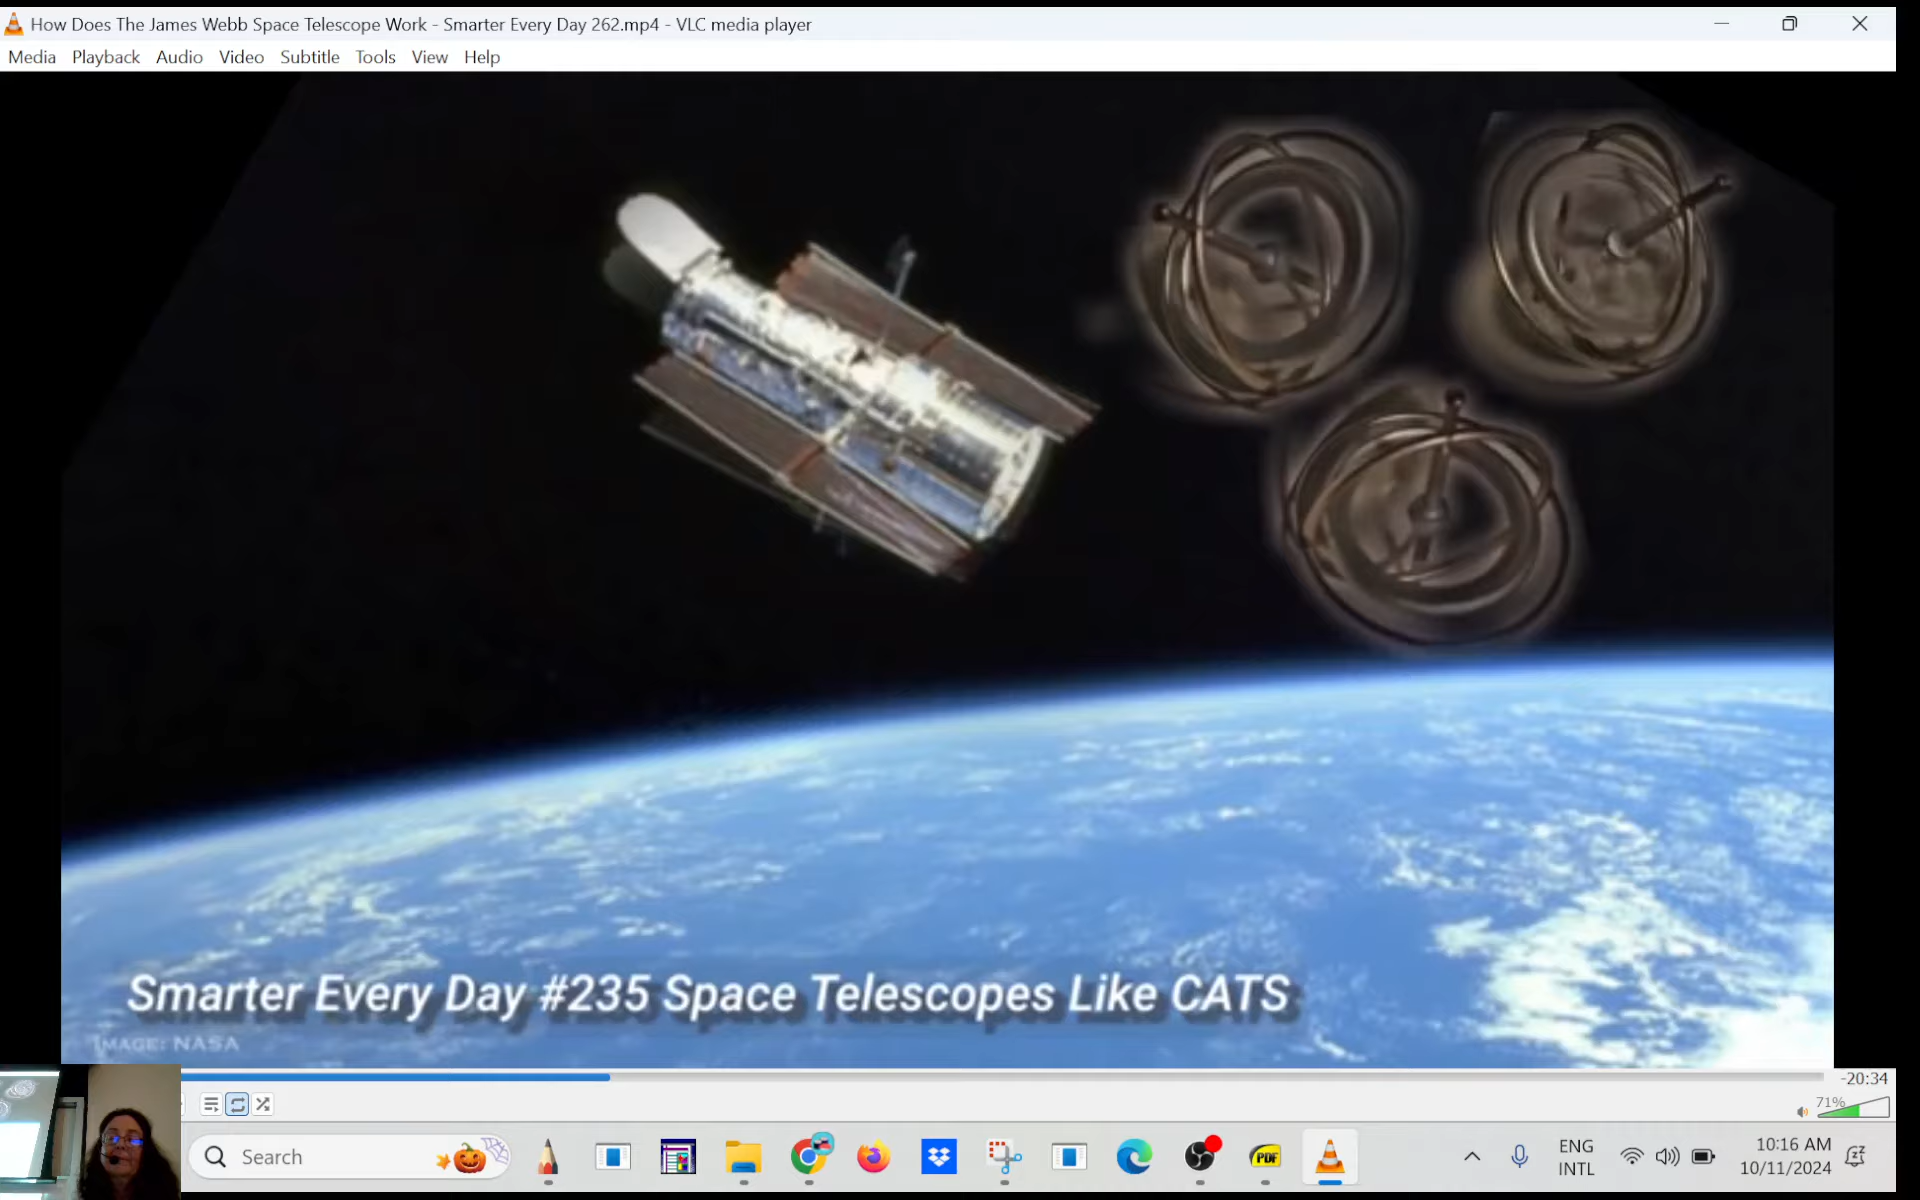 How Does The James Webb Space Telescope Work - Smarter Every Day 262.mp4 - VLC media player
Media Playback Audio Video Subtitle Tools View Help
Smarter Every Day #235 Space Telescopes Like CATS
IMAGE: NASA
-20:34
71%
Search
PDF
ENG
INTL
10:16 AM
10/11/2024